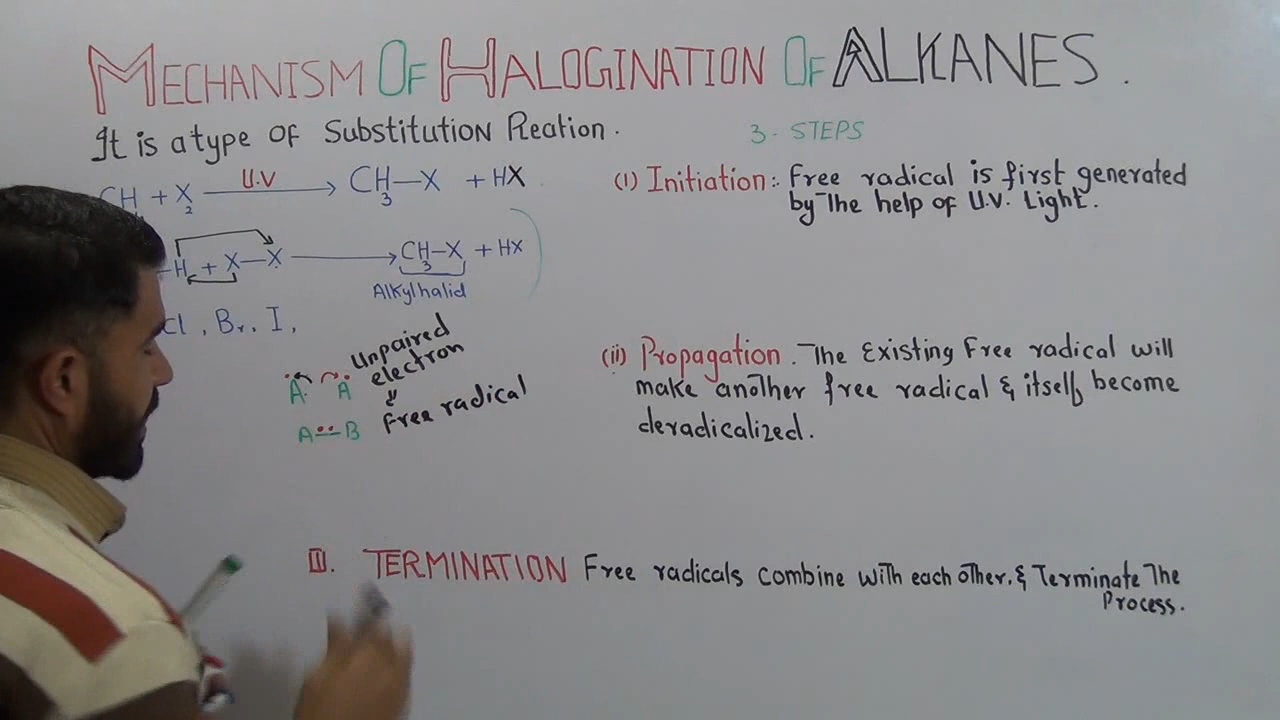 MECHANISM OF HALOGINATION OF ALKANES.
It is a type OF Substitution Reation.
3- STEPS
CH + X2 U.V → CH3—X + HX
—H + X—X → CH3—X + HX
Alkylhalid
Cl, Br, I,
A. A
Unpaired
electron
&
Free radical
A—B
(1) Initiation: Free radical is first generated
by The help of U.V. Light.
(ii) Propagation. The Existing Free radical will
make another free radical & itself become
deradicalized.
III. TERMINATION Free radicals combine with each other. & Terminate The
Process.